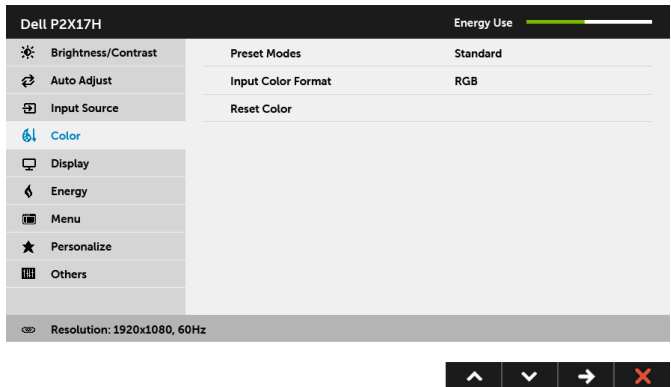 Dell P2X17H Energy Use
Brightness/Contrast Preset Modes Standard
Auto Adjust Input Color Format RGB
Input Source Reset Color
Color
Display
Energy
Menu
Personalize
Others
Resolution: 1920x1080, 60Hz